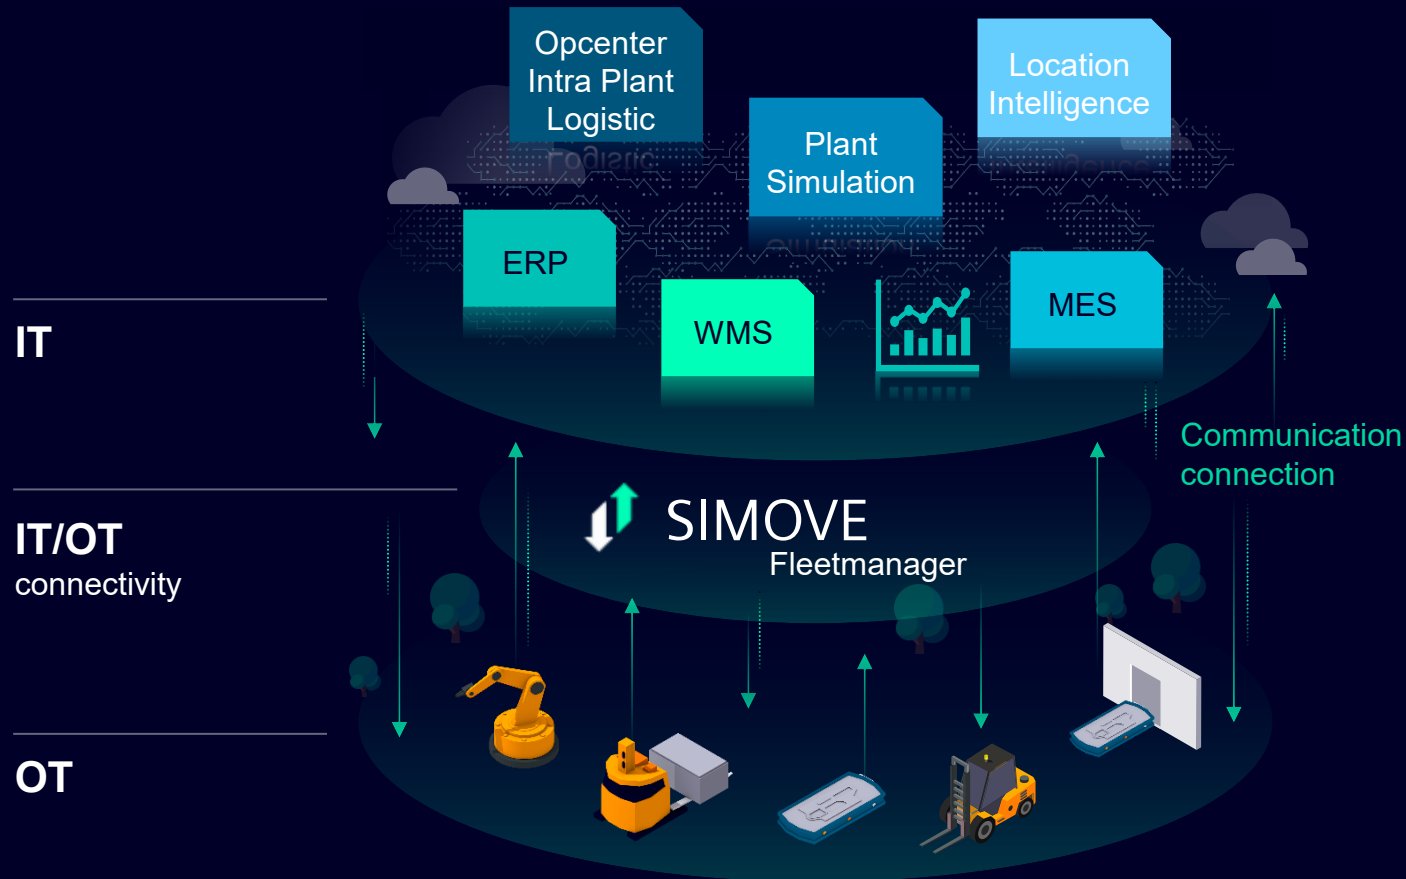 Opcenter
Intra Plant
Logistic
Location
Intelligence
Plant
Simulation
ERP
WMS
MES
IT
Communication
connection
IT/OT
connectivity
SIMOVE
Fleetmanager
OT